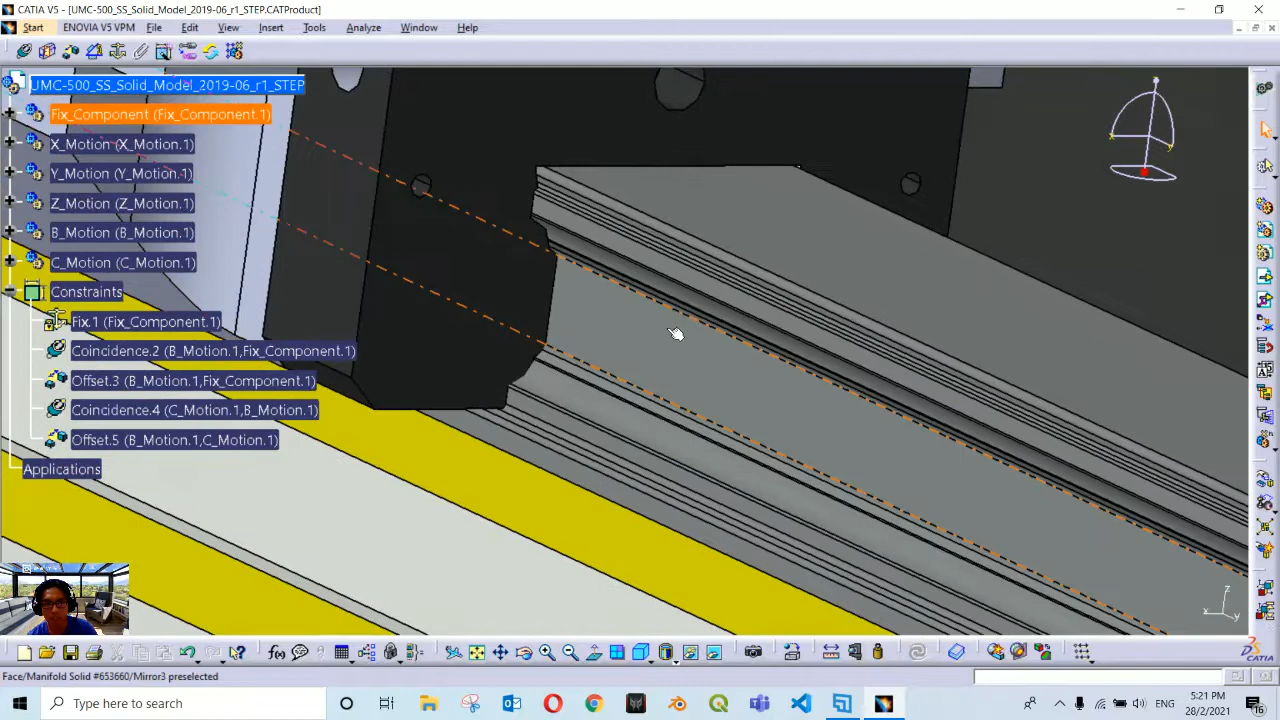 CATIA V5 - [UMC-500_SS_Solid_Model_2019-06_r1_STEP.CATProduct]
Start ENOVIA V5 VPM File Edit View Insert Tools Analyze Window Help
UMC-500_SS_Solid_Model_2019-06_r1_STEP
Fix_Component (Fix_Component.1)
X_Motion (X_Motion.1)
Y_Motion (Y_Motion.1)
Z_Motion (Z_Motion.1)
B_Motion (B_Motion.1)
C_Motion (C_Motion.1)
Constraints
Fix.1 (Fix_Component.1)
Coincidence.2 (B_Motion.1,Fix_Component.1)
Offset.3 (B_Motion.1,Fix_Component.1)
Coincidence.4 (C_Motion.1,B_Motion.1)
Offset.5 (B_Motion.1,C_Motion.1)
Applications
z
x
y
f(x)
CATIA
Face/Manifold Solid #653660/Mirror3 preselected
Type here to search
ENG
5:21 PM
28/2/2021
16